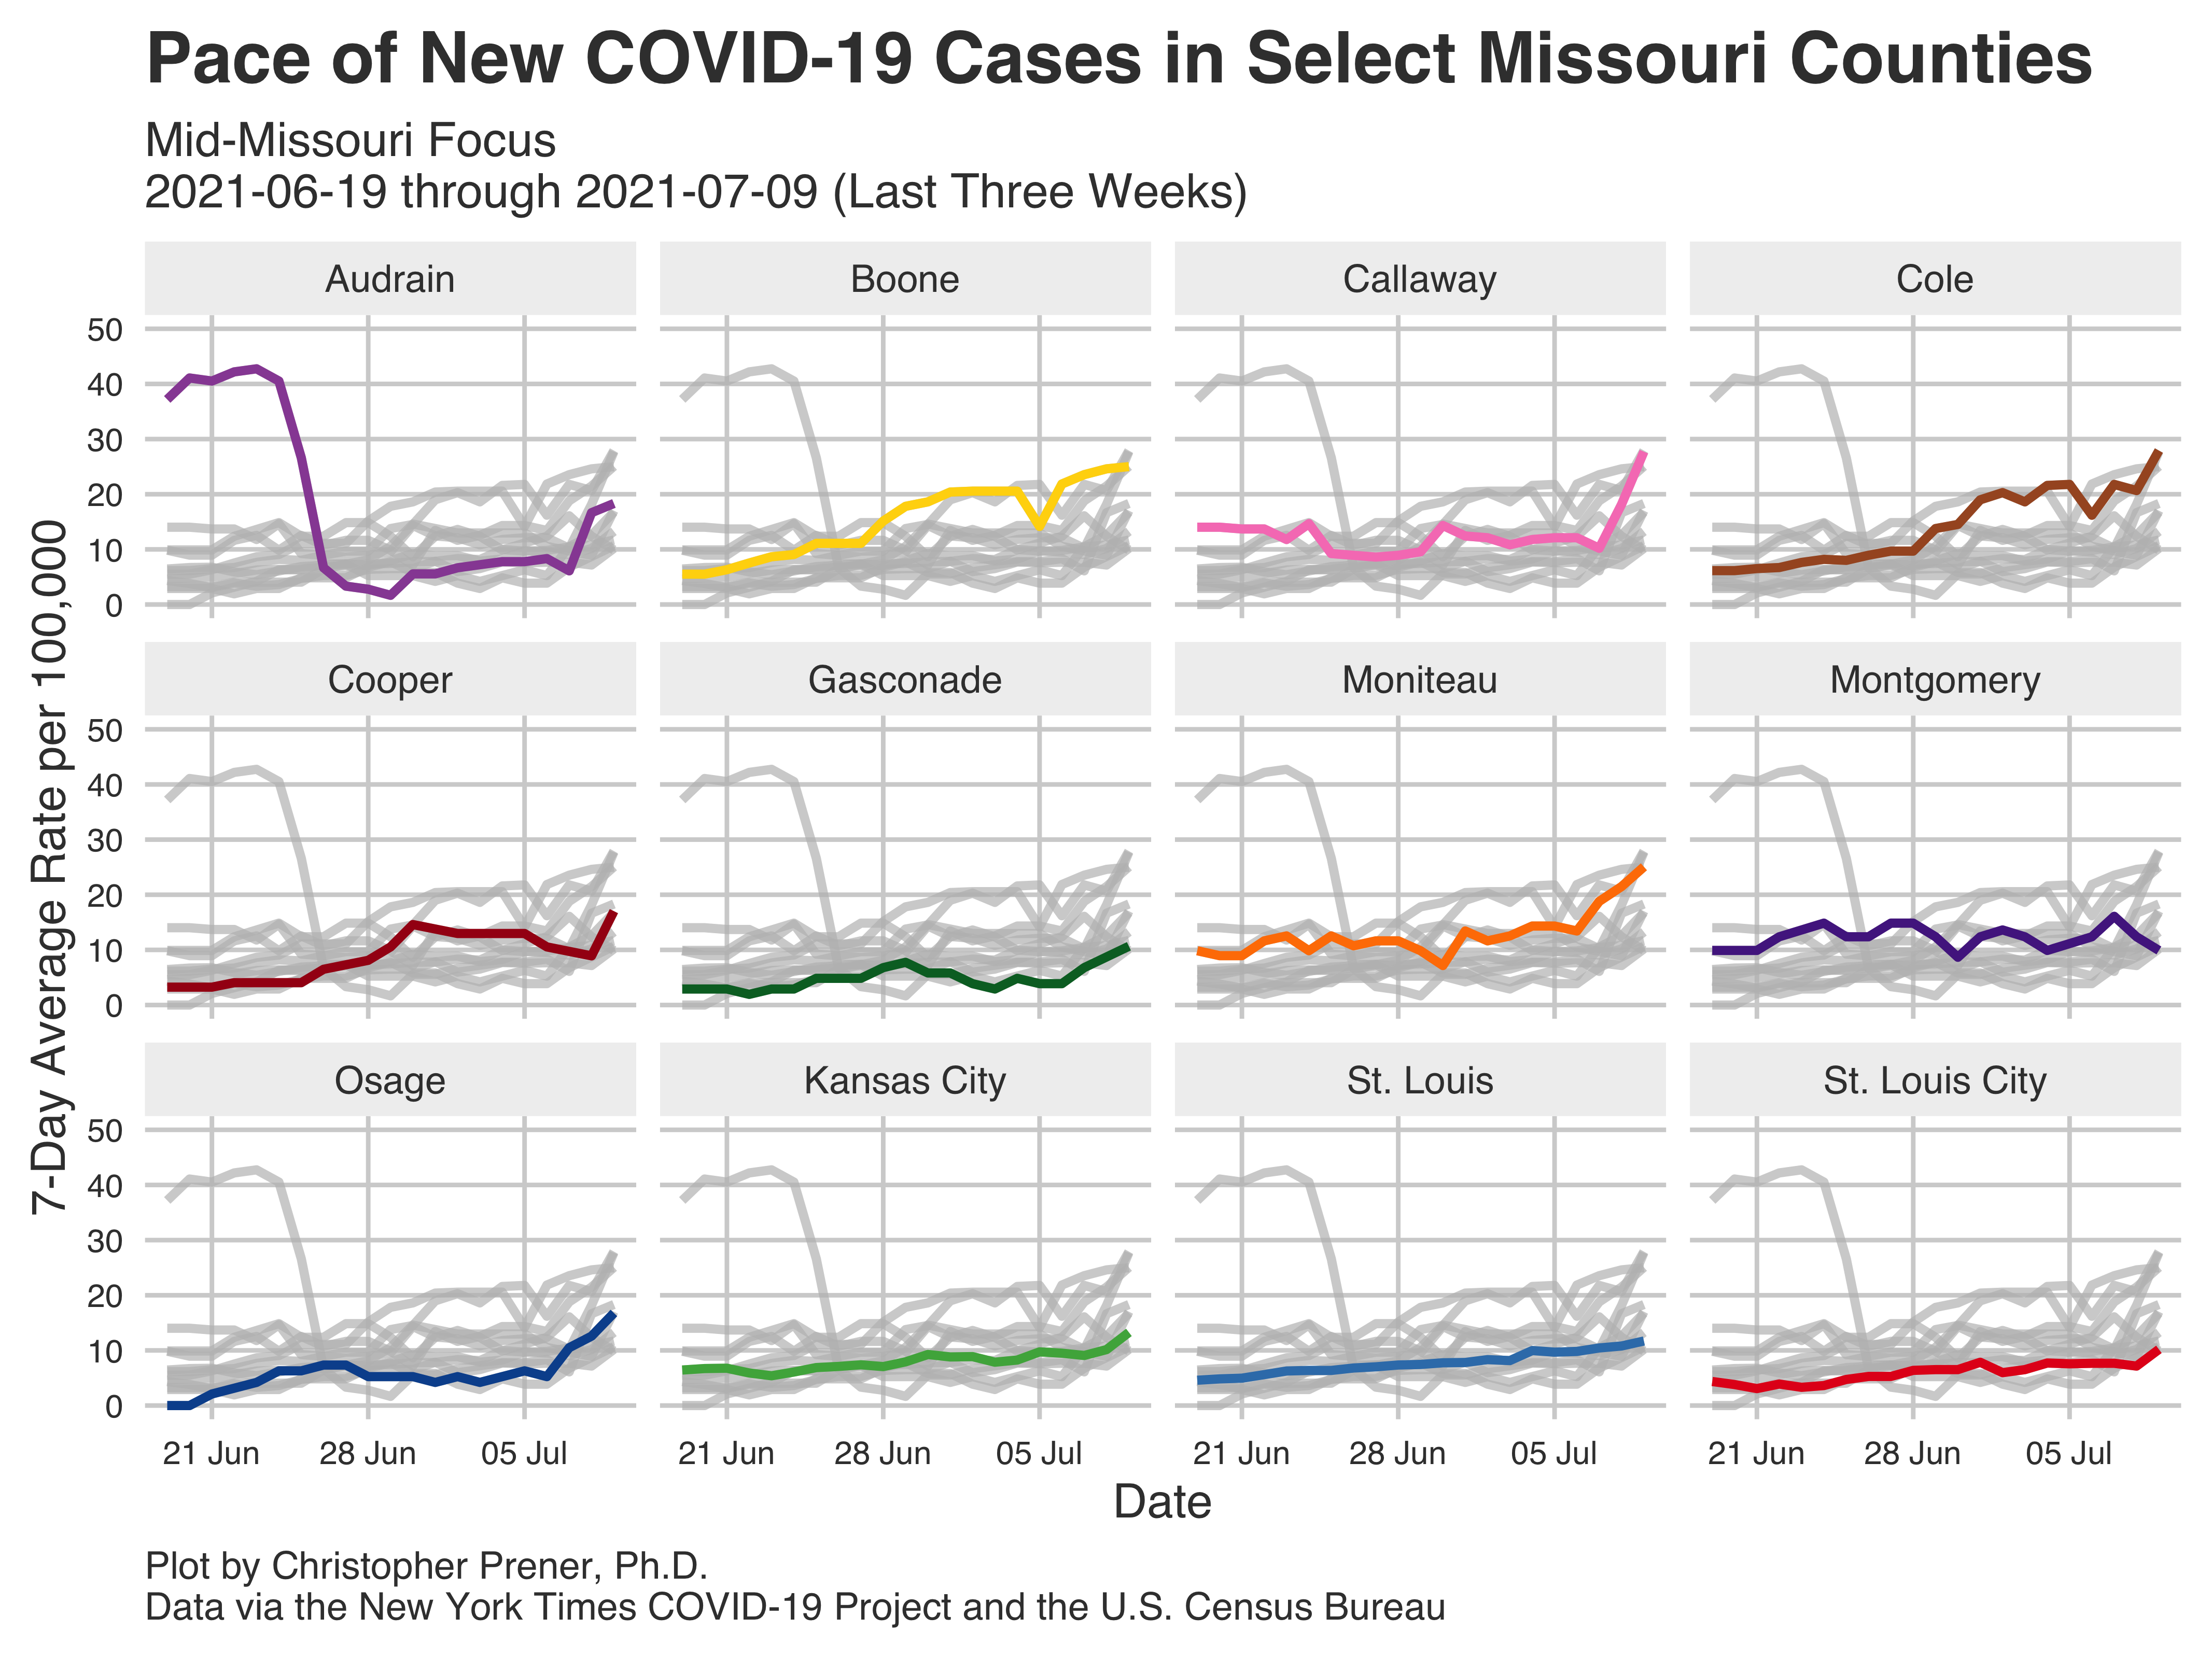 Pace of New COVID-19 Cases in Select Missouri Counties
Mid-Missouri Focus
2021-06-19 through 2021-07-09 (Last Three Weeks)
Audrain
Boone
Callaway
Cole
50
40
30
20
10
0
Cooper
Gasconade
Moniteau
Montgomery
50
40
30
20
10
0
Osage
Kansas City
St. Louis
St. Louis City
50
40
30
20
10
0
7-Day Average Rate per 100,000
21 Jun
28 Jun
05 Jul
21 Jun
28 Jun
05 Jul
21 Jun
28 Jun
05 Jul
21 Jun
28 Jun
05 Jul
Date
Plot by Christopher Prener, Ph.D.
Data via the New York Times COVID-19 Project and the U.S. Census Bureau